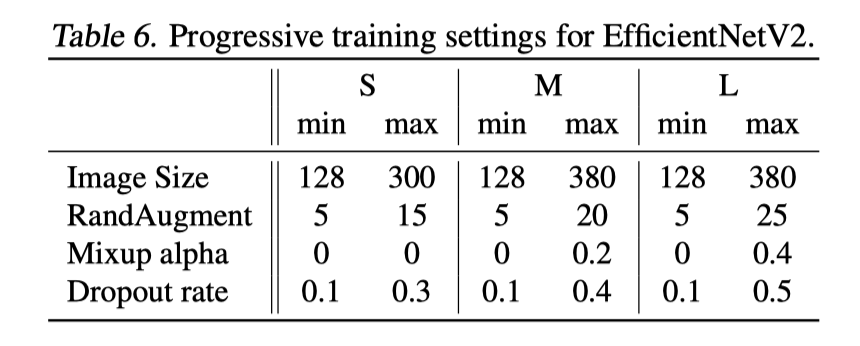 Table 6. Progressive training settings for EfficientNetV2.
S M L
min max min max min max
Image Size 128 300 128 380 128 380
RandAugment 5 15 5 20 5 25
Mixup alpha 0 0 0 0.2 0 0.4
Dropout rate 0.1 0.3 0.1 0.4 0.1 0.5